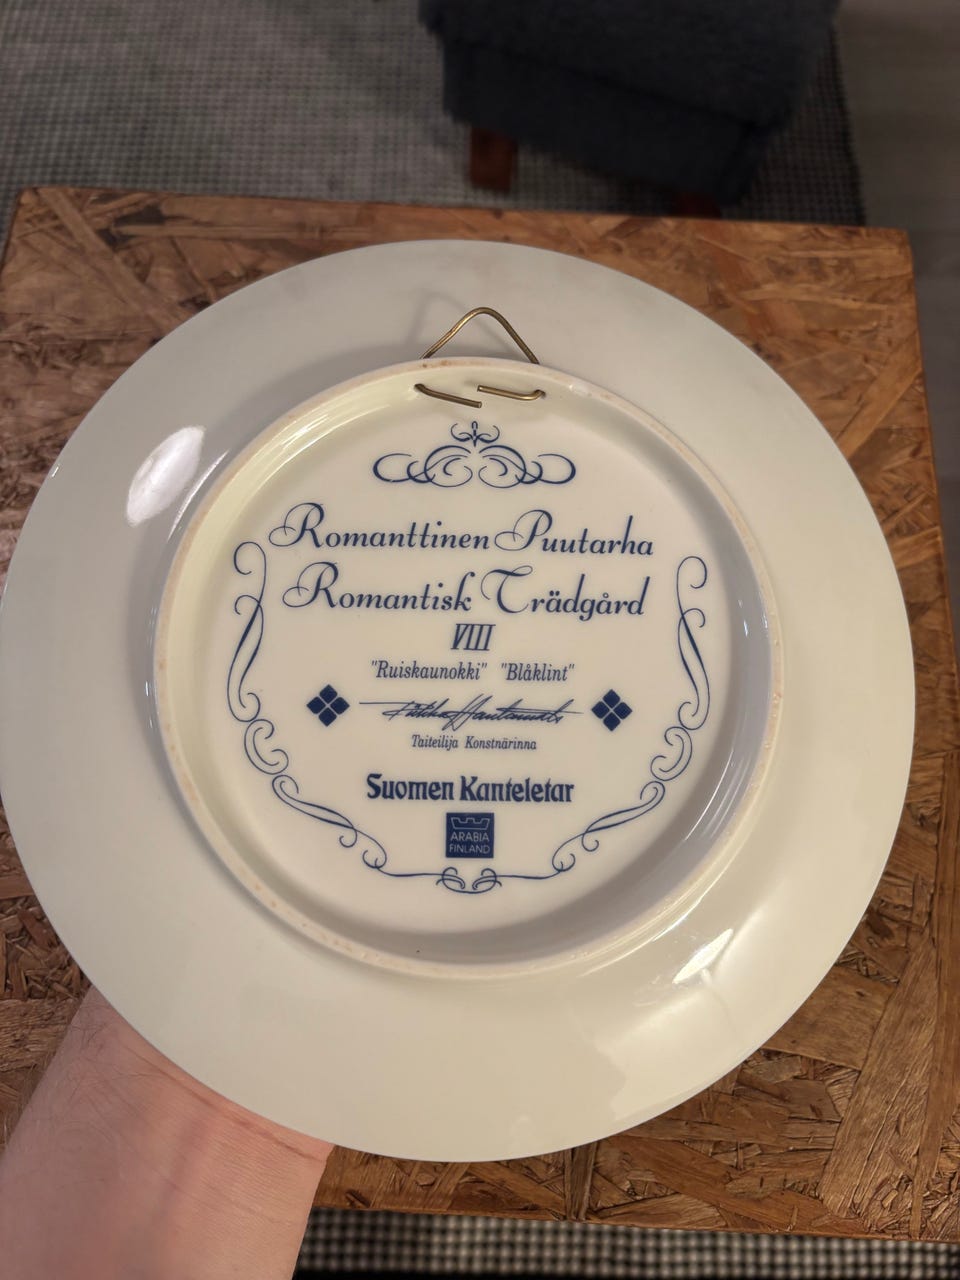 Romanttinen Puutarha
Romantisk Trädgård
VIII
"Ruiskaunokki" "Blåklint"
Taiteilija Konstnärinna
Suomen Kanteletar
ARABIA
FINLAND